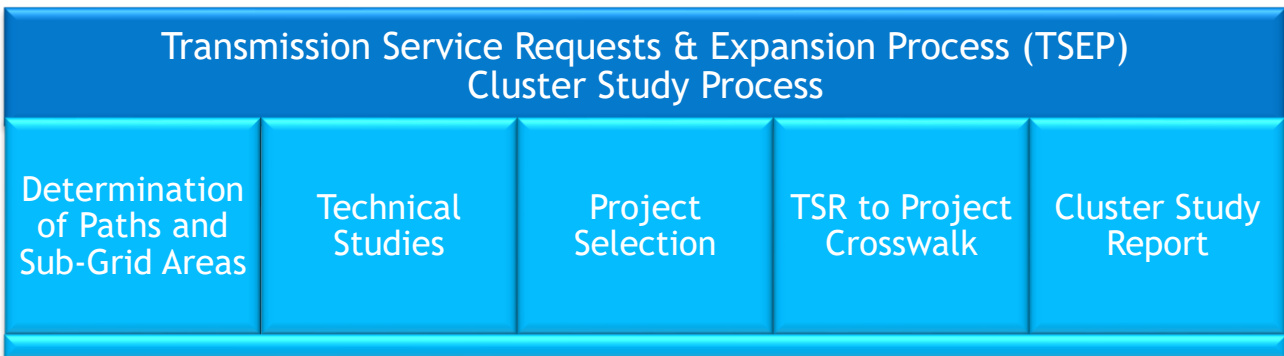 Transmission Service Requests & Expansion Process (TSEP)
Cluster Study Process
Determination
of Paths and
Sub-Grid Areas
Technical
Studies
Project
Selection
TSR to Project
Crosswalk
Cluster Study
Report